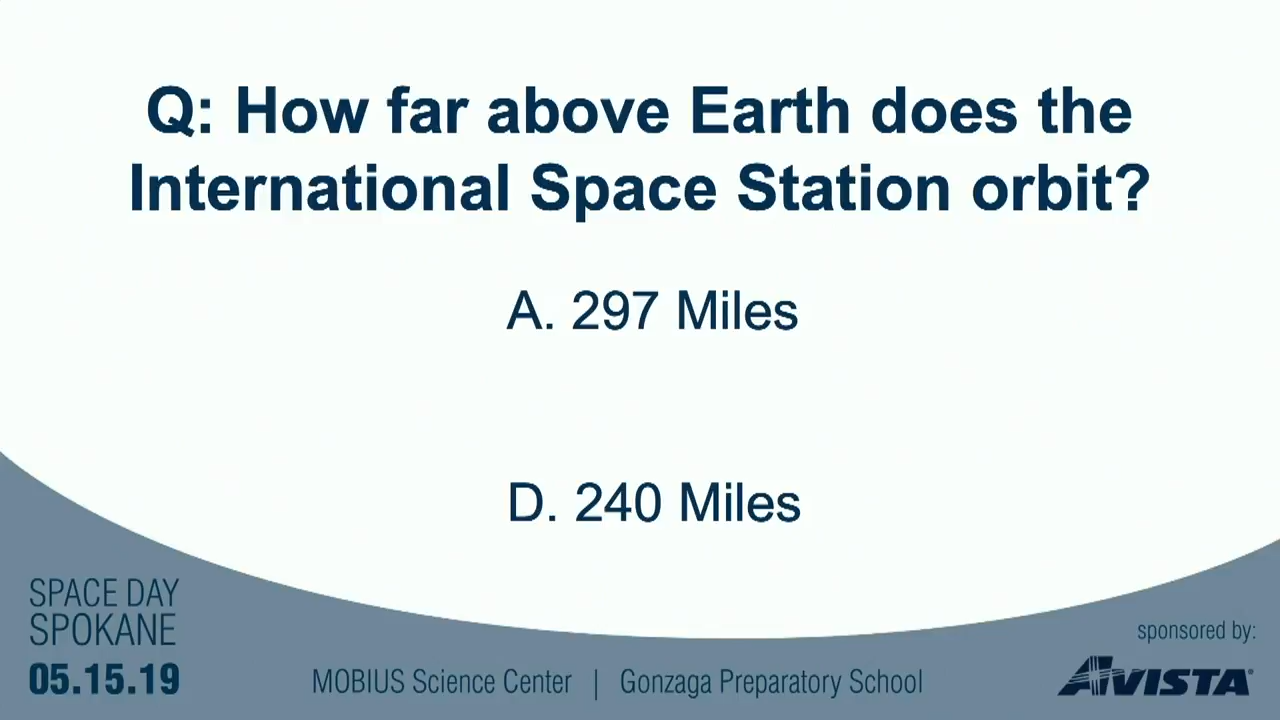 Q: How far above Earth does the
International Space Station orbit?
A. 297 Miles
D. 240 Miles
SPACE DAY
SPOKANE
05.15.19
MOBIUS Science Center | Gonzaga Preparatory School
sponsored by:
AVISTA®